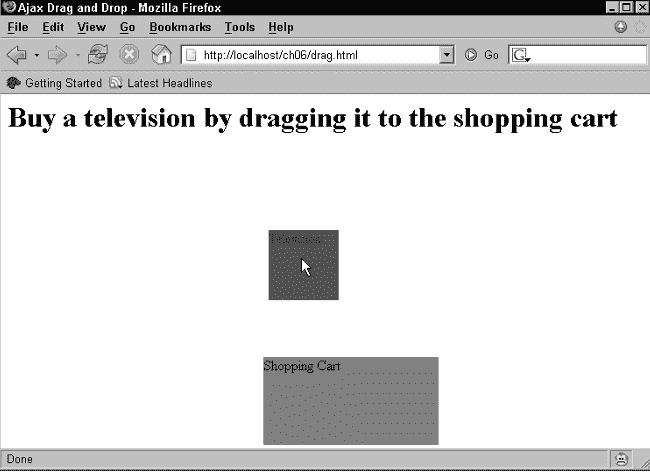 Ajax Drag and Drop - Mozilla Firefox
File Edit View Go Bookmarks Tools Help
http://localhost/ch06/drag.html Go G
Getting Started Latest Headlines
Buy a television by dragging it to the shopping cart
Television
Shopping Cart
Done